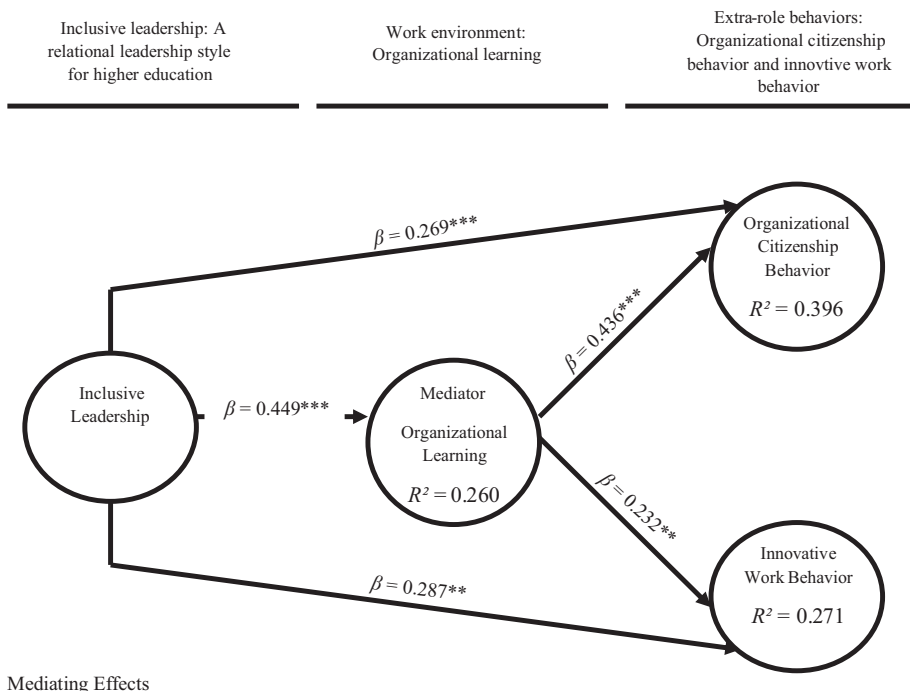 Inclusive leadership: A
relational leadership style
for higher education
Work environment:
Organizational learning
Extra-role behaviors:
Organizational citizenship
behavior and innovtive work
behavior
β = 0.269***
Organizational
Citizenship
Behavior
R² = 0.396
β = 0.436***
Inclusive
Leadership
β = 0.449***
Mediator
Organizational
Learning
R² = 0.260
β = 0.232**
β = 0.287**
Innovative
Work Behavior
R² = 0.271
Mediating Effects